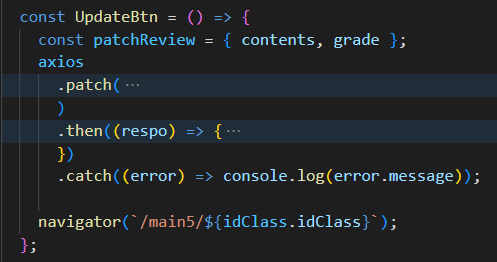 const UpdateBtn = () => {
const patchReview = { contents, grade };
axios
.patch( ⋯
)
.then((respo) => { ⋯
})
.catch((error) => console.log(error.message));
navigator(`/main5/${idClass.idClass}`);
};